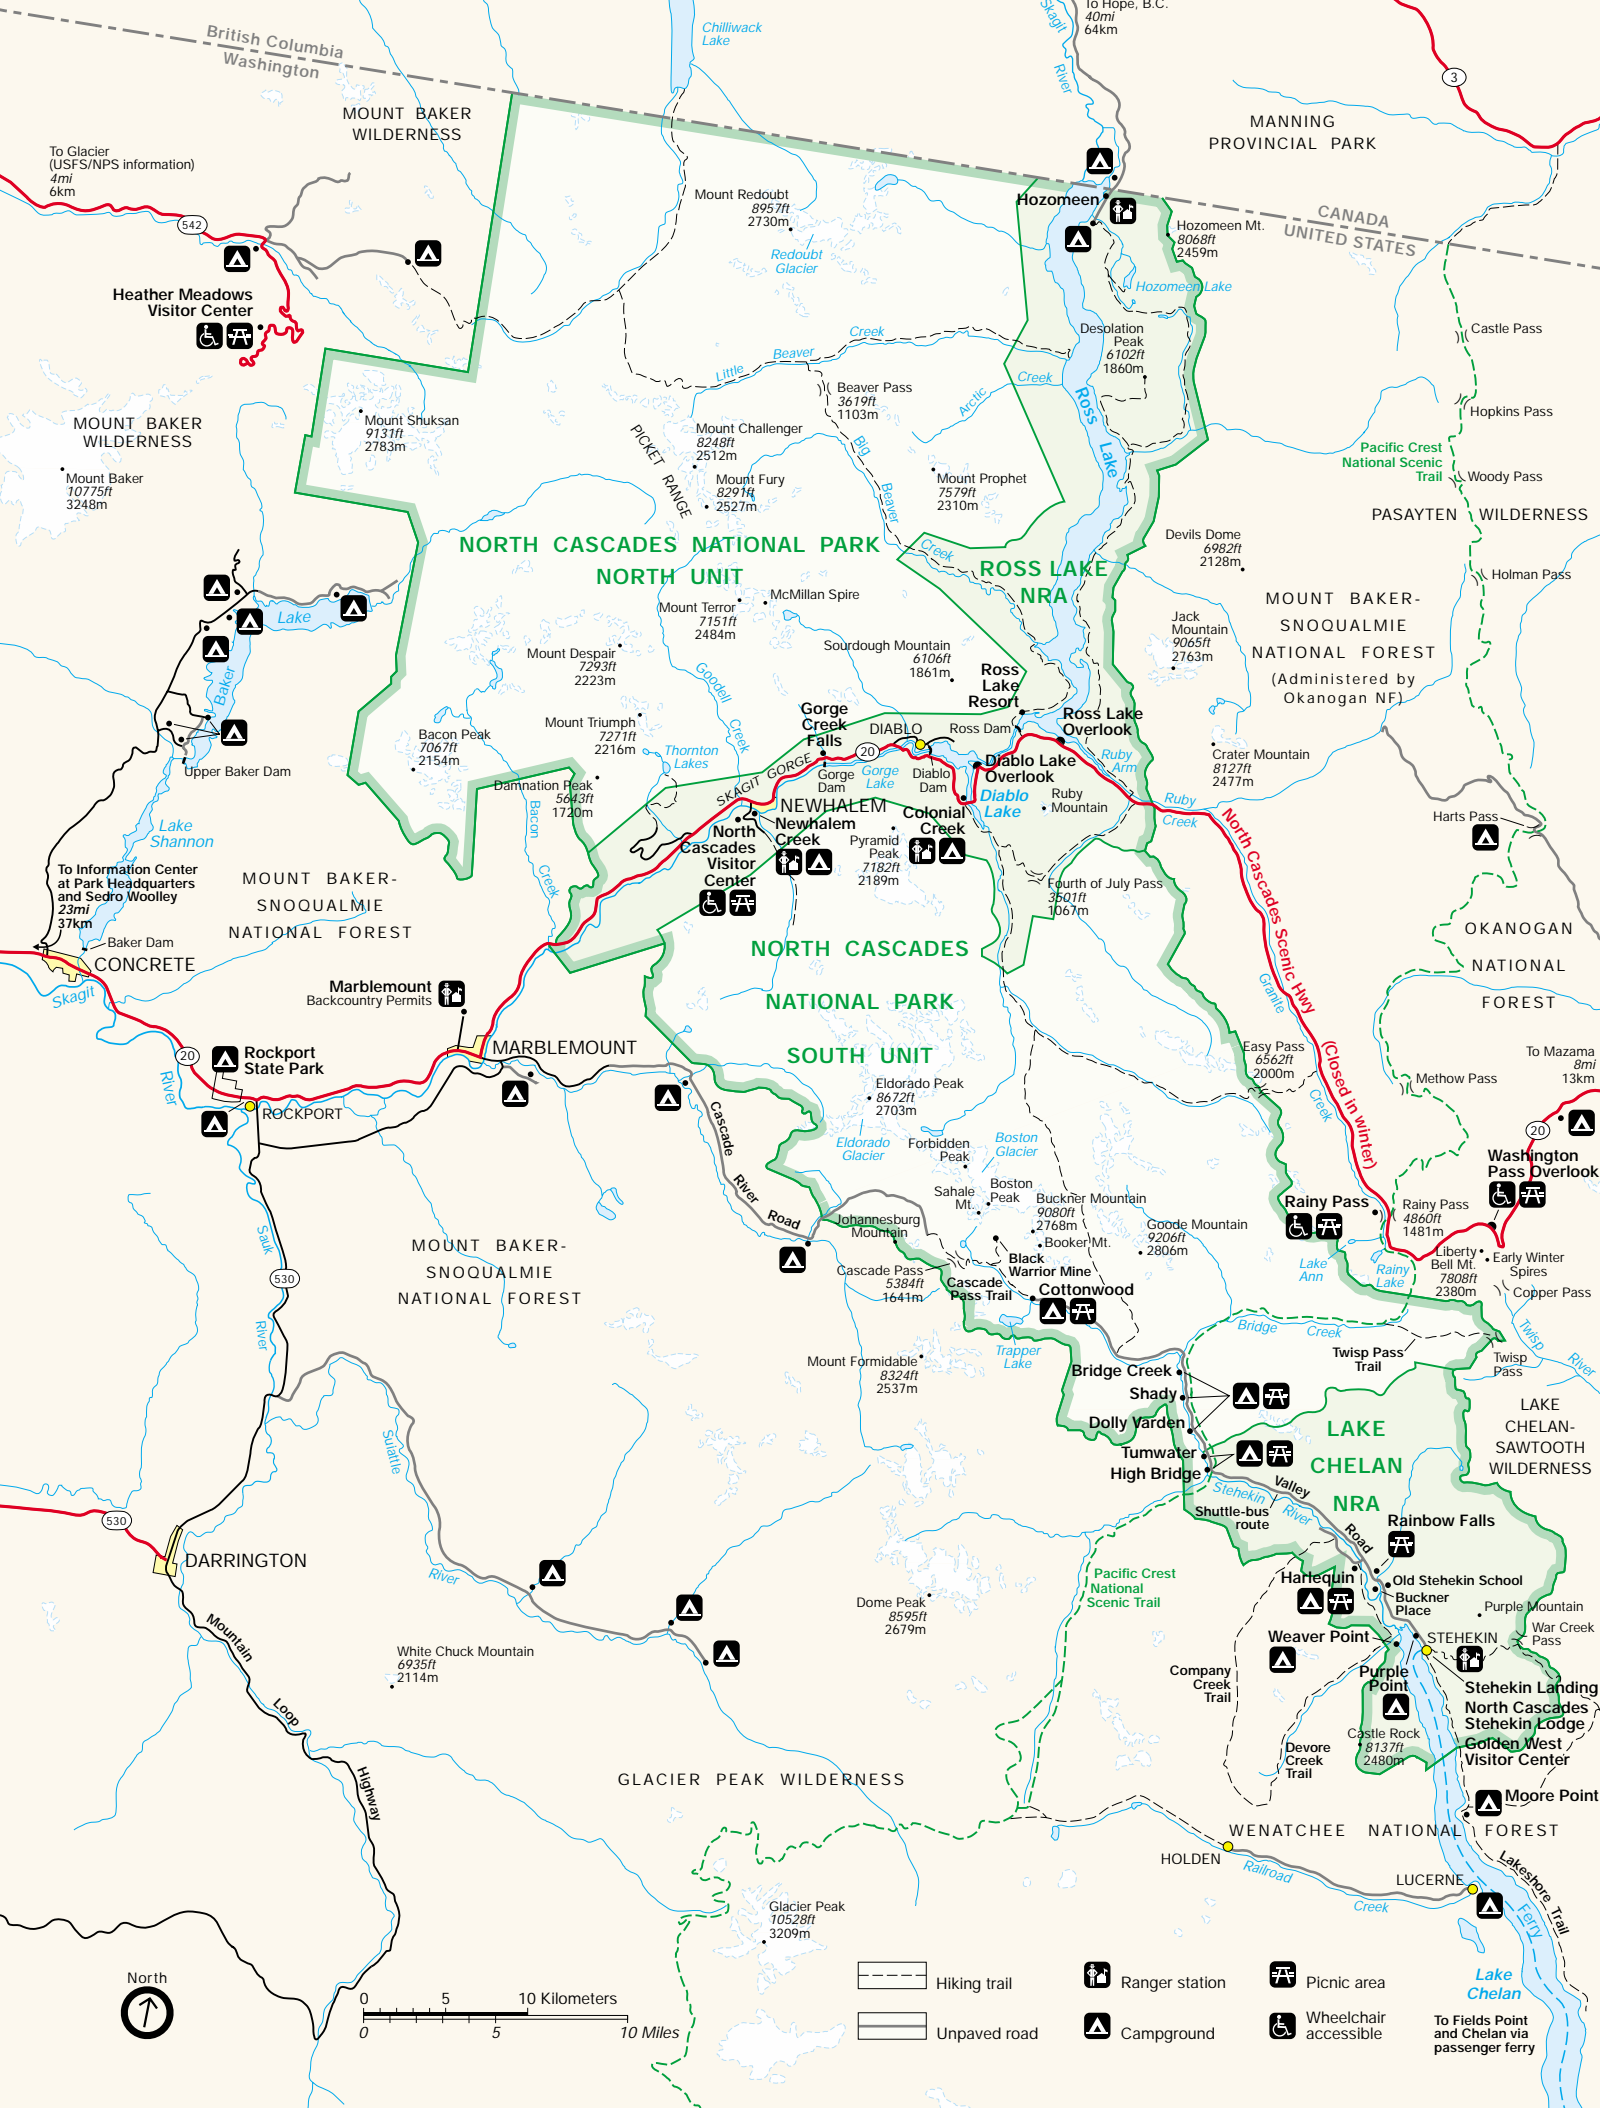 British Columbia
Washington
Chilliwack
Lake
Skagit
River
To Hope, B.C.
40mi
64km
3
MOUNT BAKER
WILDERNESS
MANNING
PROVINCIAL PARK
To Glacier
(USFS/NPS information)
4mi
6km
542
Mount Redoubt
8957ft
2730m
Redoubt
Glacier
Hozomeen
CANADA
UNITED STATES
Hozomeen Mt.
8068ft
2459m
Hozomeen Lake
Heather Meadows
Visitor Center
Desolation
Peak
6102ft
1860m
Castle Pass
Little
Beaver
Creek
Arctic
Creek
Beaver Pass
3619ft
1103m
Ross
Lake
Hopkins Pass
MOUNT BAKER
WILDERNESS
Mount Shuksan
9131ft
2783m
PICKET RANGE
Mount Challenger
8248ft
2512m
Big
Beaver
Creek
Pacific Crest
National Scenic
Trail
Mount Baker
10775ft
3248m
Mount Fury
8291ft
2527m
Mount Prophet
7579ft
2310m
Woody Pass
PASAYTEN WILDERNESS
NORTH CASCADES NATIONAL PARK
NORTH UNIT
ROSS LAKE
NRA
Devils Dome
6982ft
2128m
Holman Pass
Lake
Baker
Mount Terror
7151ft
2484m
McMillan Spire
MOUNT BAKER-
SNOQUALMIE
NATIONAL FOREST
(Administered by
Okanogan NF)
Jack
Mountain
9065ft
2763m
Mount Despair
7293ft
2223m
Sourdough Mountain
6106ft
1861m
Goodell
Creek
Ross
Lake
Resort
Mount Triumph
7271ft
2216m
Gorge
Creek
Falls
DIABLO
Ross Dam
Ross Lake
Overlook
Bacon Peak
7067ft
2154m
Thornton
Lakes
20
Ruby
Arm
Crater Mountain
8127ft
2477m
Upper Baker Dam
Damnation Peak
5643ft
1720m
SKAGIT GORGE
Gorge
Dam
Gorge
Lake
Diablo
Dam
Diablo Lake
Overlook
Diablo
Lake
Ruby
Mountain
Ruby
Creek
Harts Pass
NEWHALEM
Newhalem
Creek
North
Cascades
Visitor
Center
Colonial
Creek
Pyramid
Peak
7182ft
2189m
Lake
Shannon
Bacon
Creek
To Information Center
at Park Headquarters
and Sedro Woolley
23mi
37km
Fourth of July Pass
3501ft
1067m
North Cascades Scenic Hwy
(Closed in winter)
MOUNT BAKER-
SNOQUALMIE
NATIONAL FOREST
OKANOGAN
NATIONAL
FOREST
Baker Dam
CONCRETE
Skagit
River
NORTH CASCADES
NATIONAL PARK
SOUTH UNIT
Granite
Creek
Marblemount
Backcountry Permits
MARBLEMOUNT
20
Rockport
State Park
ROCKPORT
Easy Pass
6562ft
2000m
To Mazama
8mi
13km
Methow Pass
20
Eldorado Peak
8672ft
2703m
Eldorado
Glacier
Forbidden
Peak
Boston
Glacier
Cascade
River
Road
Washington
Pass Overlook
Sahale
Mt.
Boston
Peak
Buckner Mountain
9080ft
2768m
Booker Mt.
Rainy Pass
Rainy Pass
4860ft
1481m
Johannesburg
Mountain
Goode Mountain
9206ft
2806m
Sauk
River
530
MOUNT BAKER-
SNOQUALMIE
NATIONAL FOREST
Cascade Pass
5384ft
1641m
Black
Warrior Mine
Cascade
Pass Trail
Cottonwood
Lake
Ann
Rainy
Lake
Liberty
Bell Mt.
7808ft
2380m
Early Winter
Spires
Copper Pass
Bridge
Creek
Twisp
River
Trapper
Lake
Twisp Pass
Trail
Twisp
Pass
Mount Formidable
8324ft
2537m
Bridge Creek
Shady
Dolly Varden
Tumwater
High Bridge
LAKE
CHELAN
NRA
LAKE
CHELAN-
SAWTOOTH
WILDERNESS
Suiattle
River
Stehekin
River
Valley
Road
Shuttle-bus
route
Rainbow Falls
530
DARRINGTON
Pacific Crest
National
Scenic Trail
Harlequin
Old Stehekin School
Buckner
Place
Purple Mountain
Dome Peak
8595ft
2679m
Weaver Point
STEHEKIN
War Creek
Pass
Mountain
Loop
Highway
White Chuck Mountain
6935ft
2114m
Company
Creek
Trail
Purple
Point
Stehekin Landing
North Cascades
Stehekin Lodge
Golden West
Visitor Center
Castle Rock
8137ft
2480m
Devore
Creek
Trail
GLACIER PEAK WILDERNESS
Moore Point
WENATCHEE NATIONAL FOREST
HOLDEN
Railroad
Creek
LUCERNE
Lakeshore Trail
Ferry
Glacier Peak
10528ft
3209m
Lake
Chelan
To Fields Point
and Chelan via
passenger ferry
North
0 5 10 Kilometers
0 5 10 Miles
Hiking trail
Unpaved road
Ranger station
Campground
Picnic area
Wheelchair
accessible